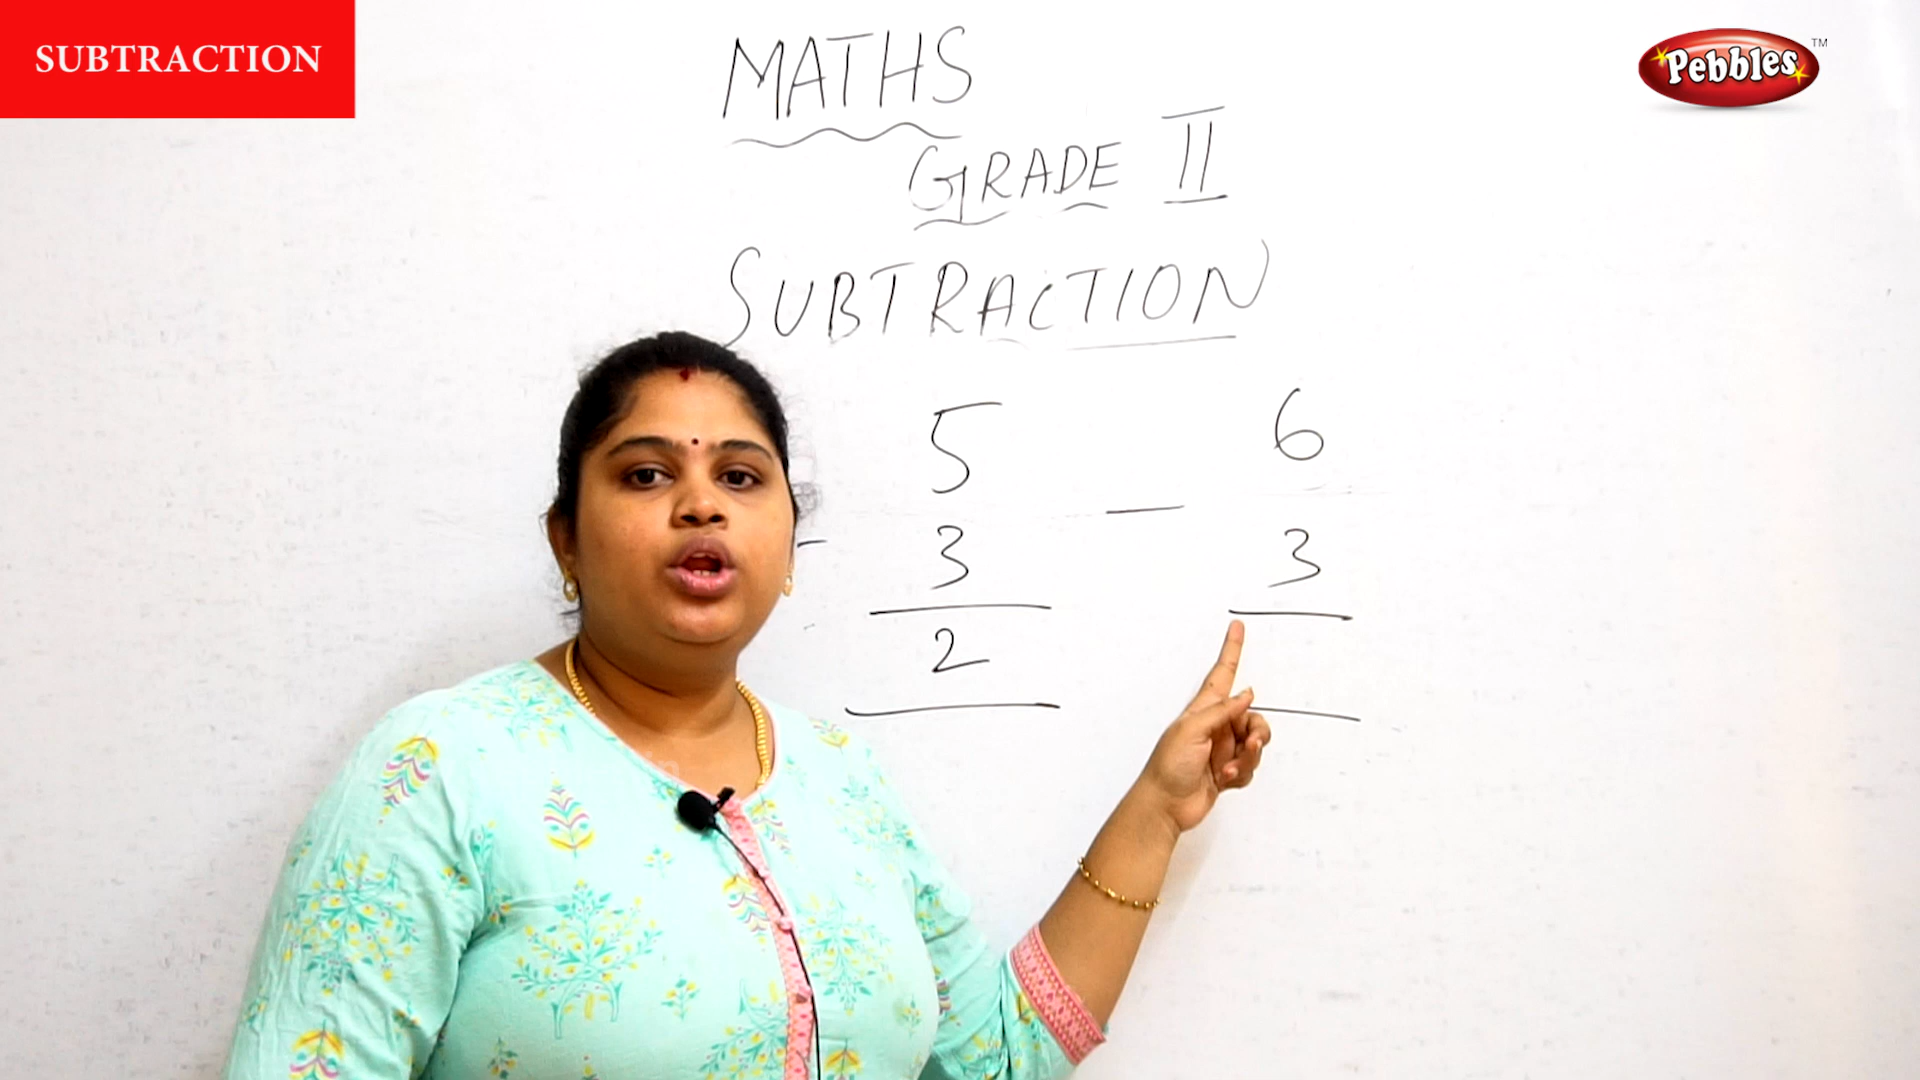 SUBTRACTION
Pebbles TM
MATHS
GRADE II
SUBTRACTION
5
- 3
2
6
-
3